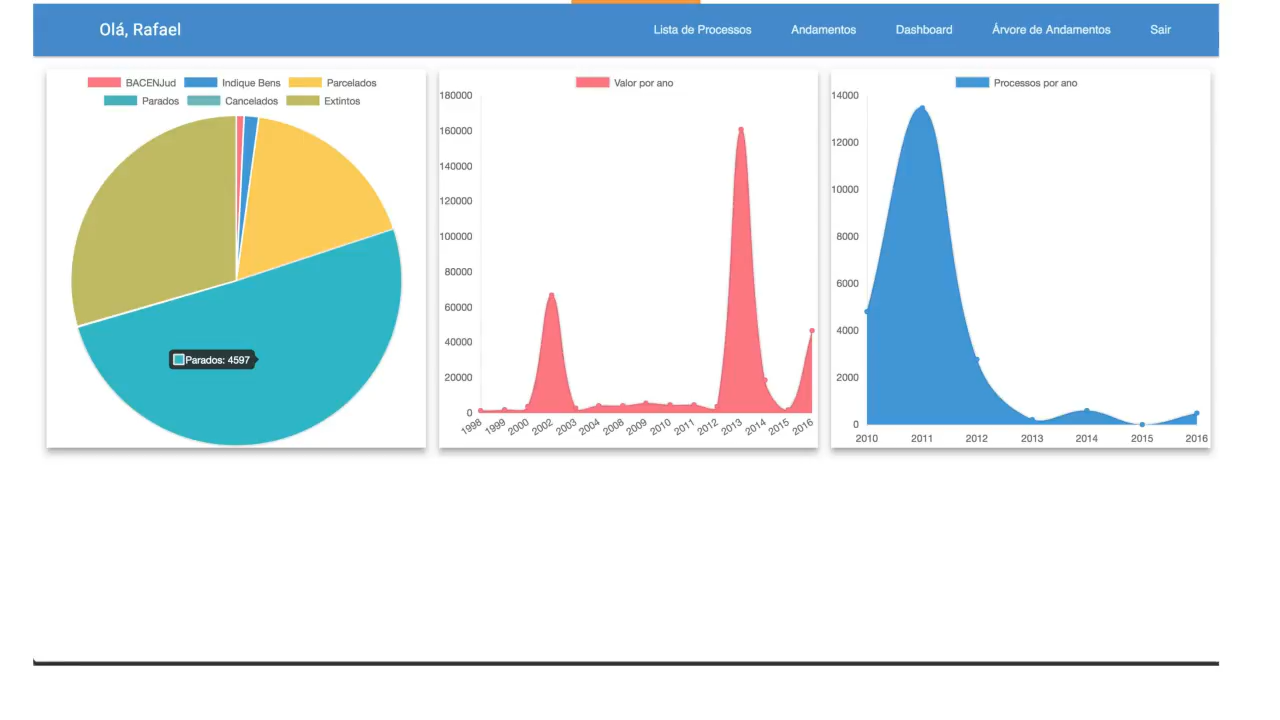 Olá, Rafael
Lista de Processos Andamentos Dashboard Árvore de Andamentos Sair
BACENJud Indique Bens Parcelados
Parados Cancelados Extintos
Parados: 4597
Valor por ano
180000
160000
140000
120000
100000
80000
60000
40000
20000
0
1998 1999 2000 2002 2003 2004 2008 2009 2010 2011 2012 2013 2014 2015 2016
Processos por ano
14000
12000
10000
8000
6000
4000
2000
0
2010 2011 2012 2013 2014 2015 2016